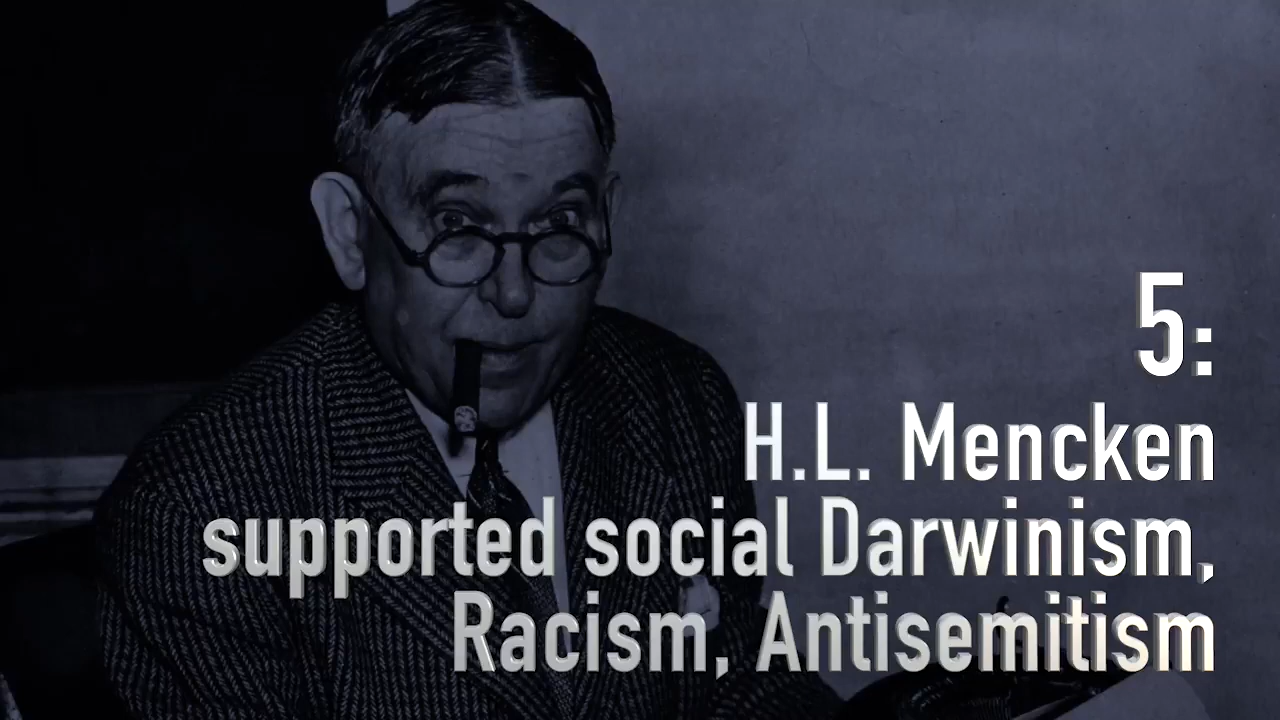 5:
H.L. Mencken
supported social Darwinism,
Racism, Antisemitism